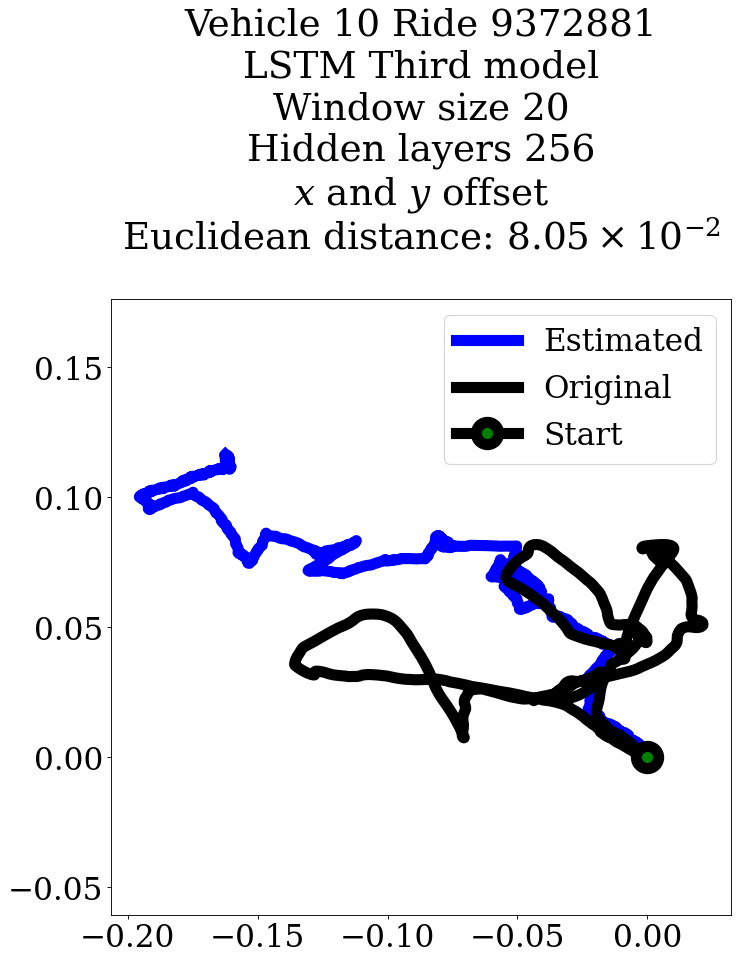 Vehicle 10 Ride 9372881
LSTM Third model
Window size 20
Hidden layers 256
x and y offset
Euclidean distance: 8.05 × 10⁻²
Estimated
Original
Start
0.15
0.10
0.05
0.00
−0.05
−0.20 −0.15 −0.10 −0.05 0.00